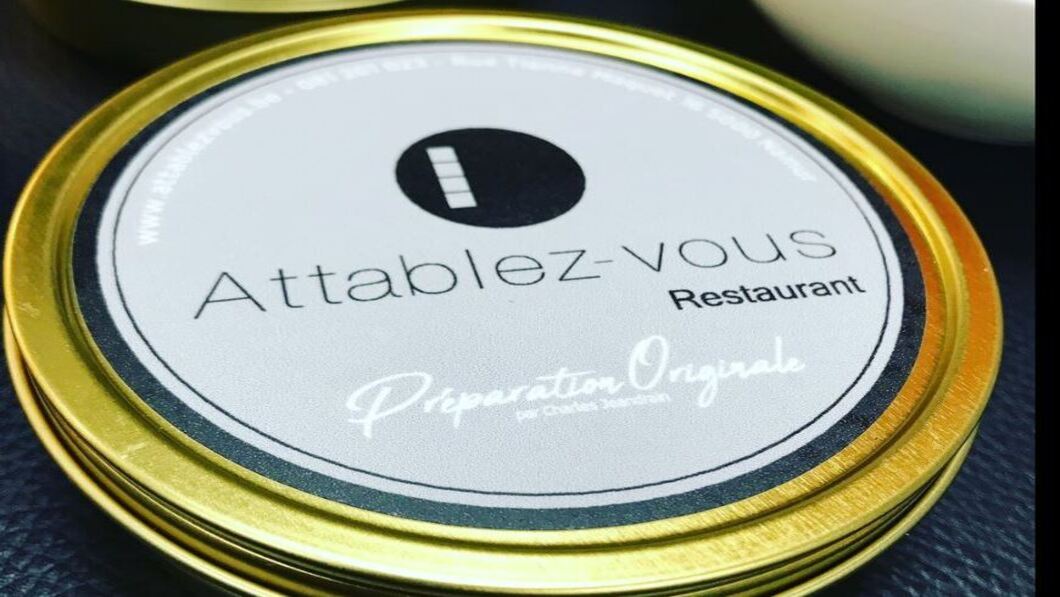 www.attablezvous.be
Attablez-vous
Restaurant
Préparation Originale
par Charles Jeandrain